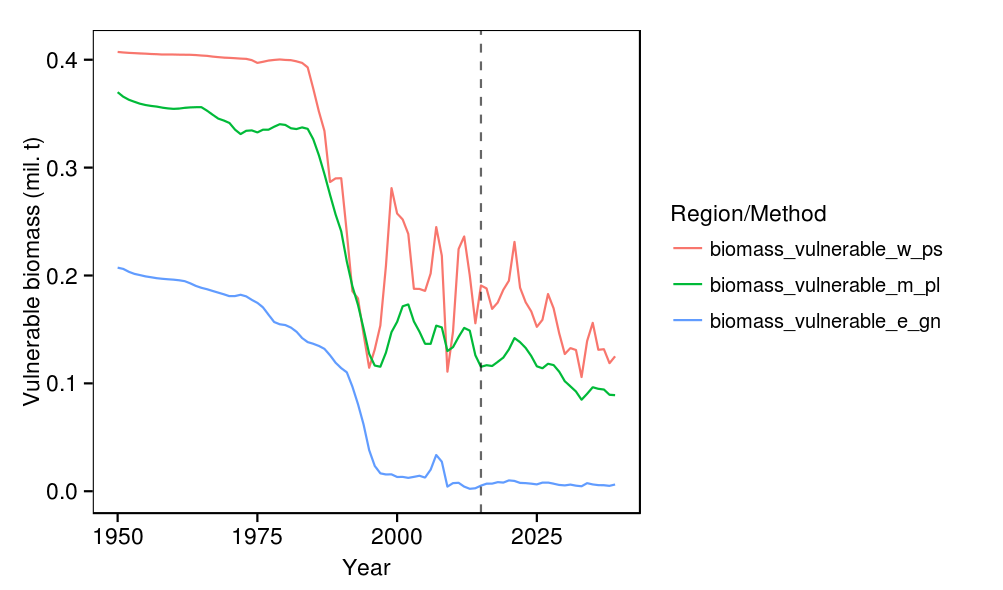 Vulnerable biomass (mil. t)
0.4
0.3
0.2
0.1
0.0
1950 1975 2000 2025
Year
Region/Method
biomass_vulnerable_w_ps
biomass_vulnerable_m_pl
biomass_vulnerable_e_gn